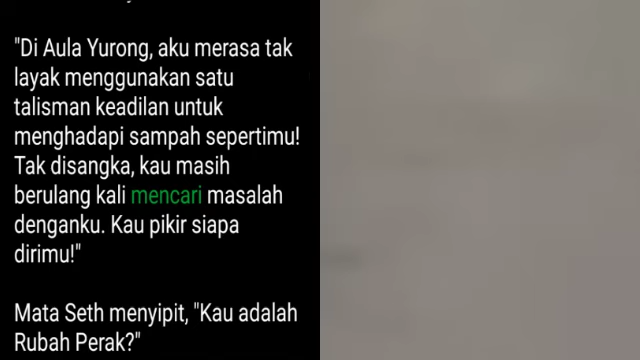 "Di Aula Yurong, aku merasa tak
layak menggunakan satu
talisman keadilan untuk
menghadapi sampah sepertimu!
Tak disangka, kau masih
berulang kali mencari masalah
denganku. Kau pikir siapa
dirimu!"
Mata Seth menyipit, "Kau adalah
Rubah Perak?"